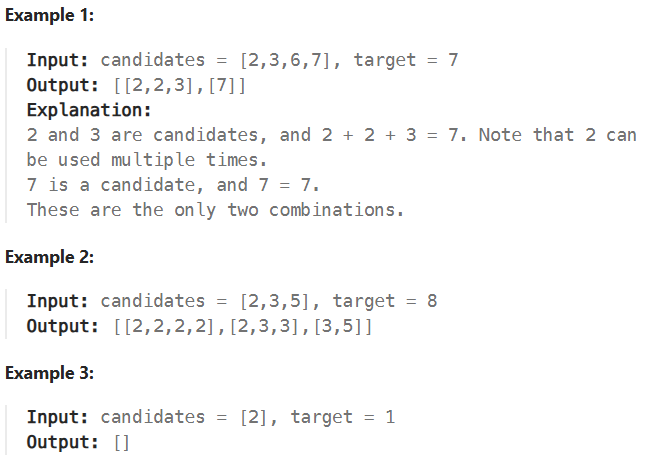 Example 1:
Input: candidates = [2,3,6,7], target = 7
Output: [[2,2,3],[7]]
Explanation:
2 and 3 are candidates, and 2 + 2 + 3 = 7. Note that 2 can
be used multiple times.
7 is a candidate, and 7 = 7.
These are the only two combinations.
Example 2:
Input: candidates = [2,3,5], target = 8
Output: [[2,2,2,2],[2,3,3],[3,5]]
Example 3:
Input: candidates = [2], target = 1
Output: []